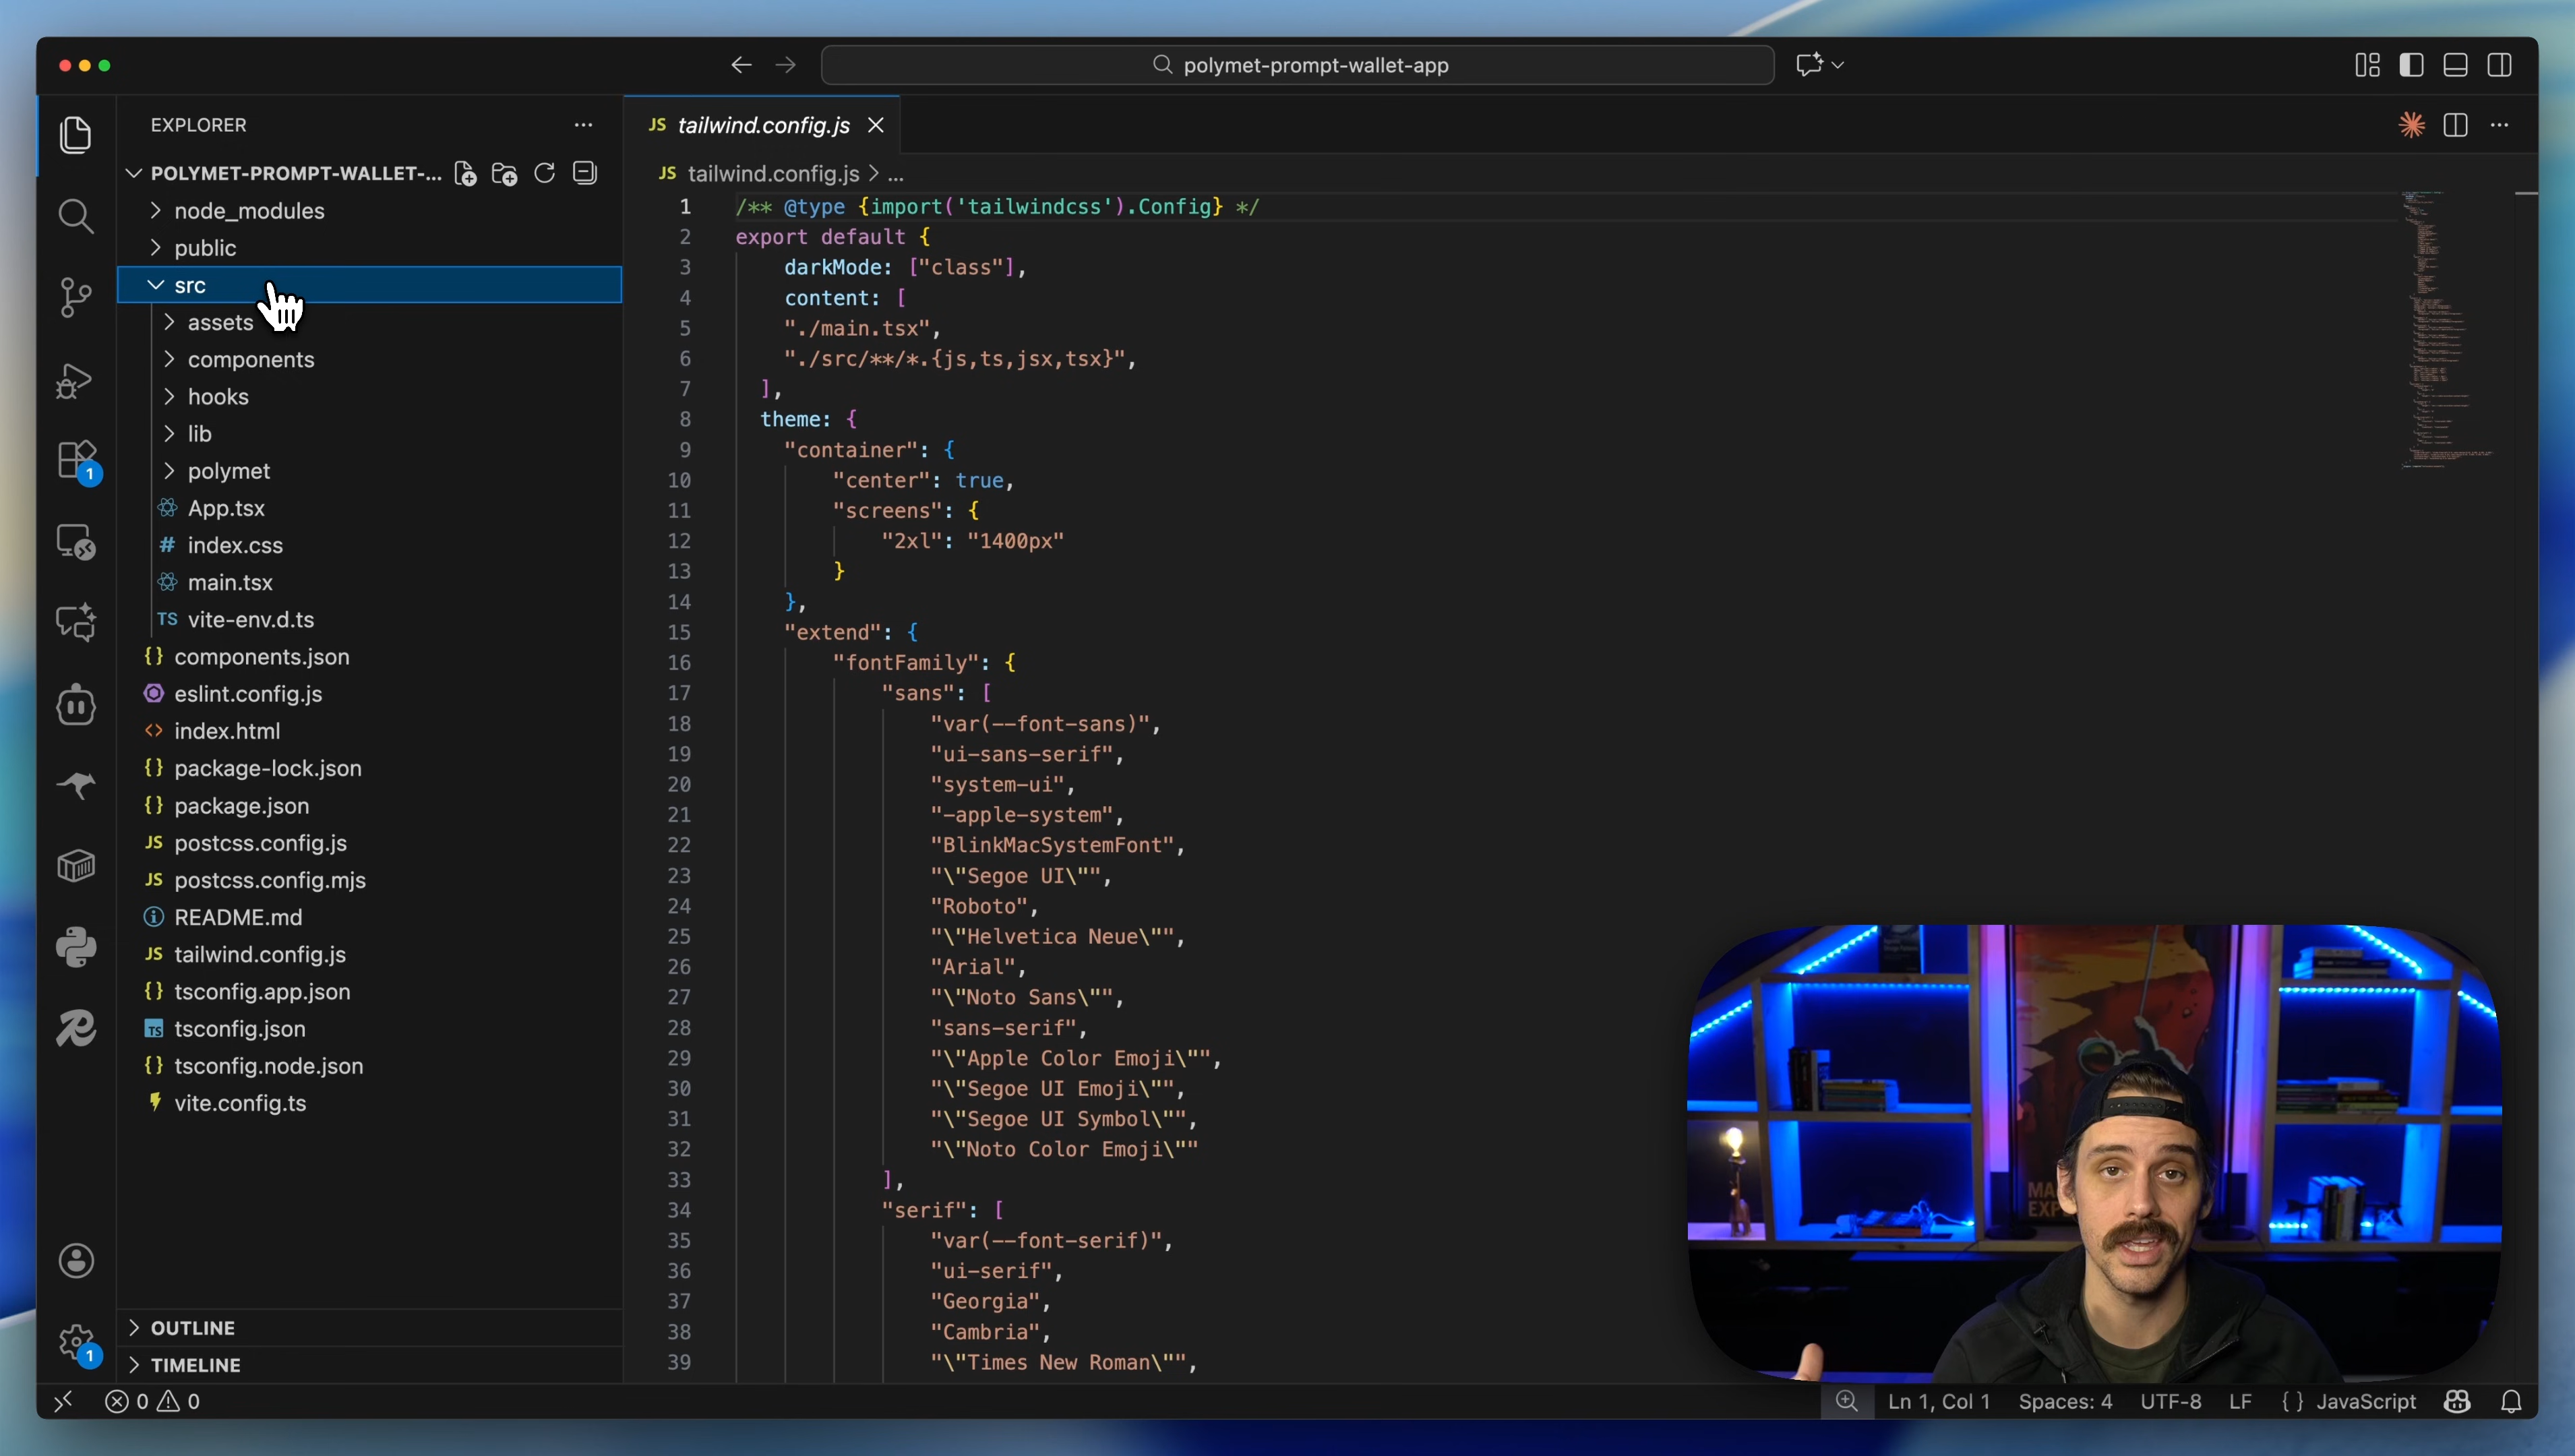 polymet-prompt-wallet-app
EXPLORER
POLYMET-PROMPT-WALLET-...
node_modules
public
src
assets
components
hooks
lib
polymet
App.tsx
# index.css
main.tsx
TS vite-env.d.ts
{} components.json
eslint.config.js
<> index.html
{} package-lock.json
{} package.json
JS postcss.config.js
JS postcss.config.mjs
README.md
JS tailwind.config.js
{} tsconfig.app.json
TS tsconfig.json
{} tsconfig.node.json
vite.config.ts
OUTLINE
TIMELINE
1
1
JS tailwind.config.js
JS tailwind.config.js > ...
1 /** @type {import('tailwindcss').Config} */
2 export default {
3 darkMode: ["class"],
4 content: [
5 "./main.tsx",
6 "./src/**/*.{js,ts,jsx,tsx}",
7 ],
8 theme: {
9 "container": {
10 "center": true,
11 "screens": {
12 "2xl": "1400px"
13 }
14 },
15 "extend": {
16 "fontFamily": {
17 "sans": [
18 "var(--font-sans)",
19 "ui-sans-serif",
20 "system-ui",
21 "-apple-system",
22 "BlinkMacSystemFont",
23 "\"Segoe UI\"",
24 "Roboto",
25 "\"Helvetica Neue\"",
26 "Arial",
27 "\"Noto Sans\"",
28 "sans-serif",
29 "\"Apple Color Emoji\"",
30 "\"Segoe UI Emoji\"",
31 "\"Segoe UI Symbol\"",
32 "\"Noto Color Emoji\""
33 ],
34 "serif": [
35 "var(--font-serif)",
36 "ui-serif",
37 "Georgia",
38 "Cambria",
39 "\"Times New Roman\"",
0 0
Ln 1, Col 1 Spaces: 4 UTF-8 LF {} JavaScript